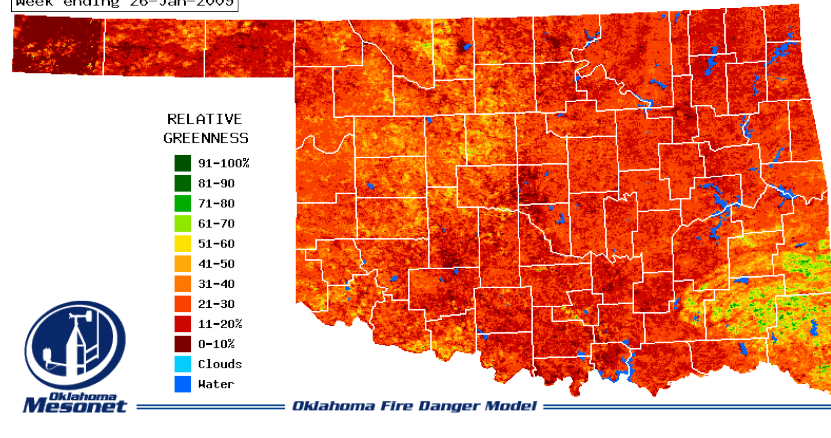 Week ending 26-Jan-2009
RELATIVE
GREENNESS
91-100%
81-90
71-80
61-70
51-60
41-50
31-40
21-30
11-20%
0-10%
Clouds
Water
Oklahoma
Mesonet
Oklahoma Fire Danger Model